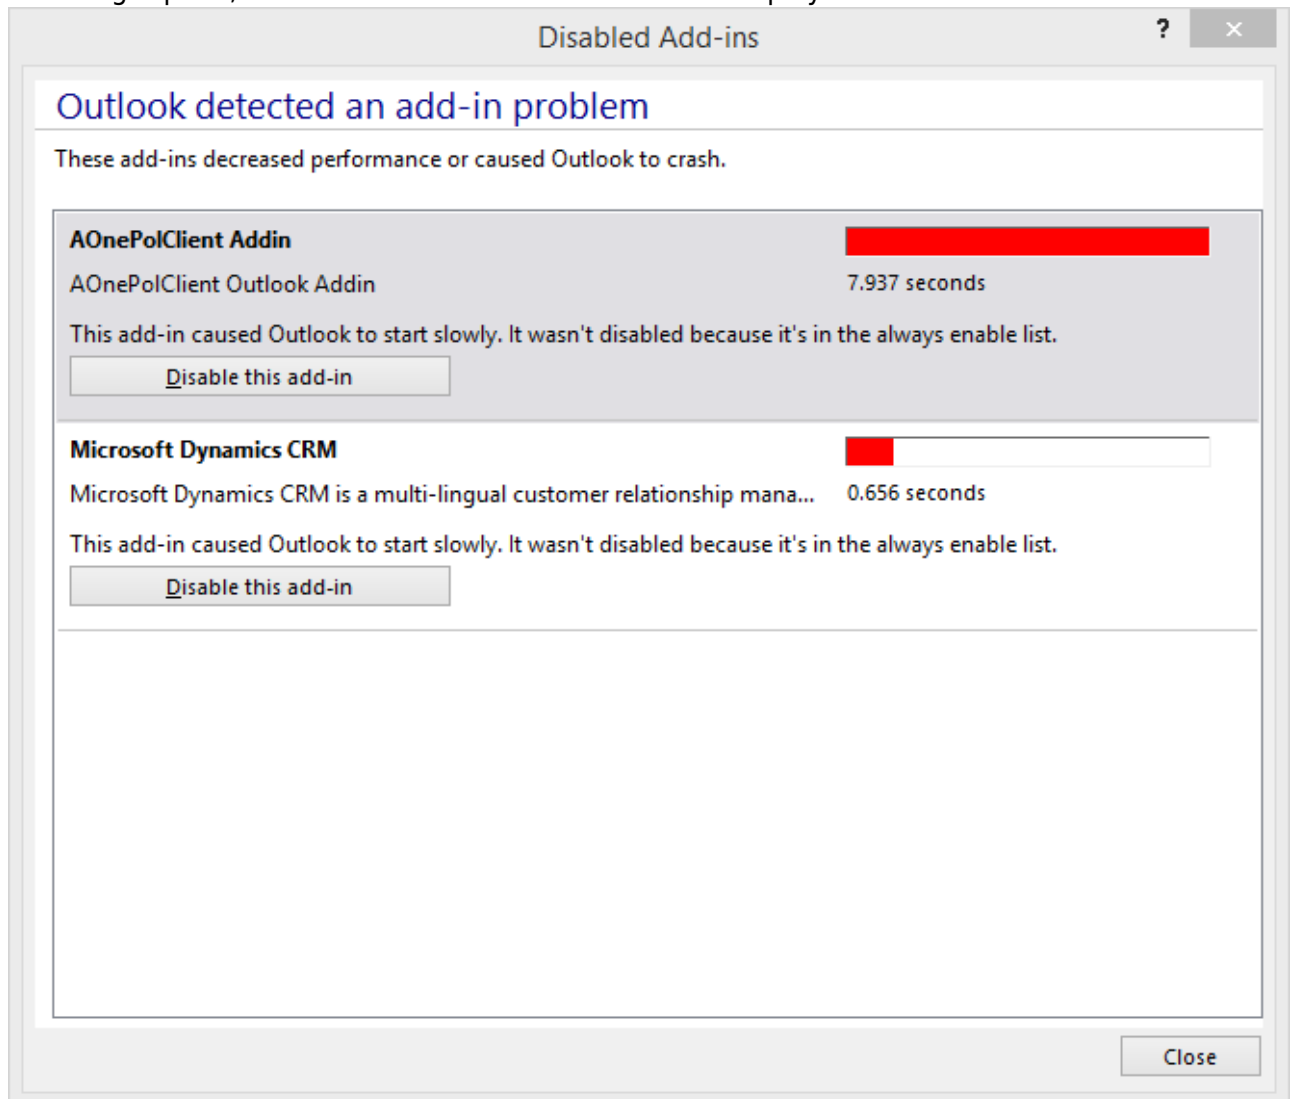 Disabled Add-ins
?
Outlook detected an add-in problem
These add-ins decreased performance or caused Outlook to crash.
AOnePolClient Addin
AOnePolClient Outlook Addin 7.937 seconds
This add-in caused Outlook to start slowly. It wasn't disabled because it's in the always enable list.
Disable this add-in
Microsoft Dynamics CRM
Microsoft Dynamics CRM is a multi-lingual customer relationship mana... 0.656 seconds
This add-in caused Outlook to start slowly. It wasn't disabled because it's in the always enable list.
Disable this add-in
Close